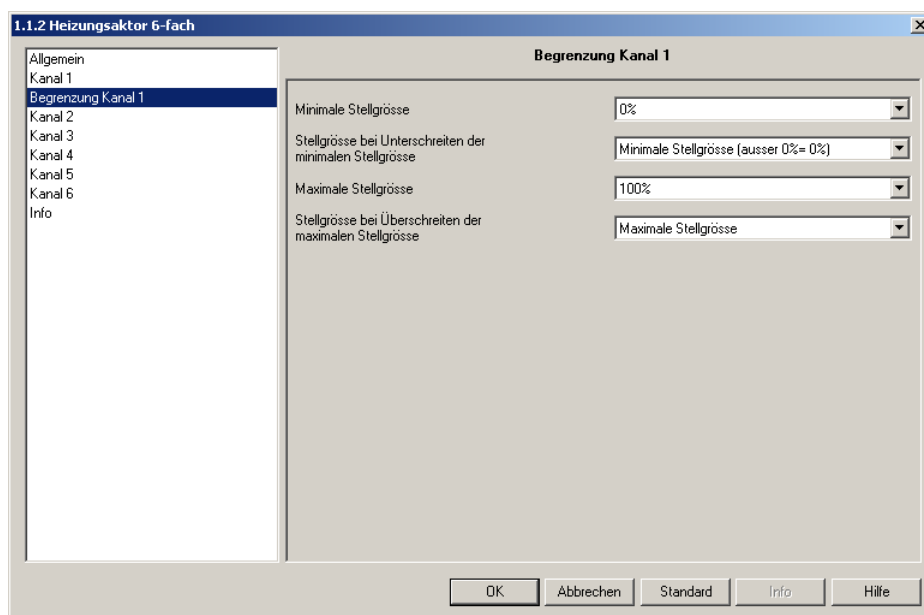 1.1.2 Heizungsaktor 6-fach
Allgemein
Kanal 1
Begrenzung Kanal 1
Kanal 2
Kanal 3
Kanal 4
Kanal 5
Kanal 6
Info
Begrenzung Kanal 1
Minimale Stellgrösse
0%
Stellgrösse bei Unterschreiten der
minimalen Stellgrösse
Minimale Stellgrösse (ausser 0%= 0%)
Maximale Stellgrösse
100%
Stellgrösse bei Überschreiten der
maximalen Stellgrösse
Maximale Stellgrösse
OK
Abbrechen
Standard
Info
Hilfe